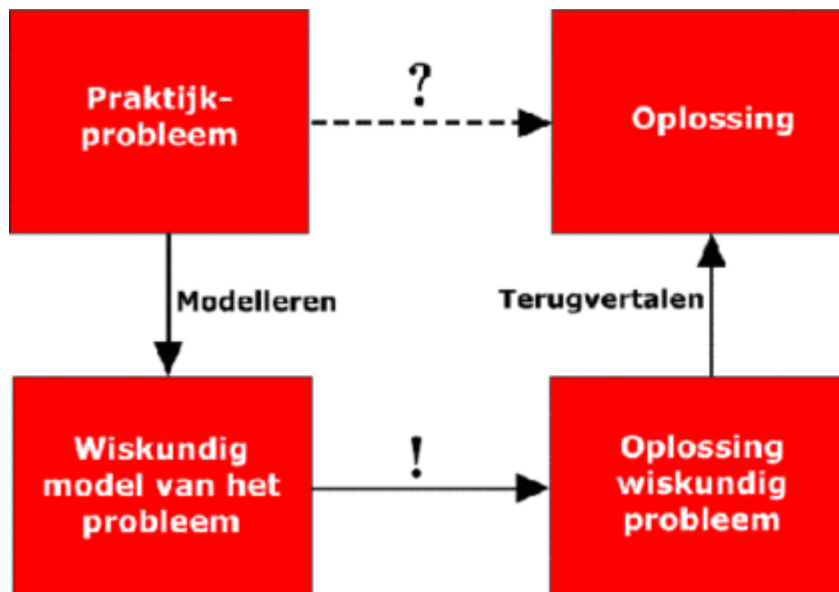 ?
Praktijk-
probleem
Oplossing
Modelleren
Terugvertalen
Wiskundig
model van het
probleem
!
Oplossing
wiskundig
probleem